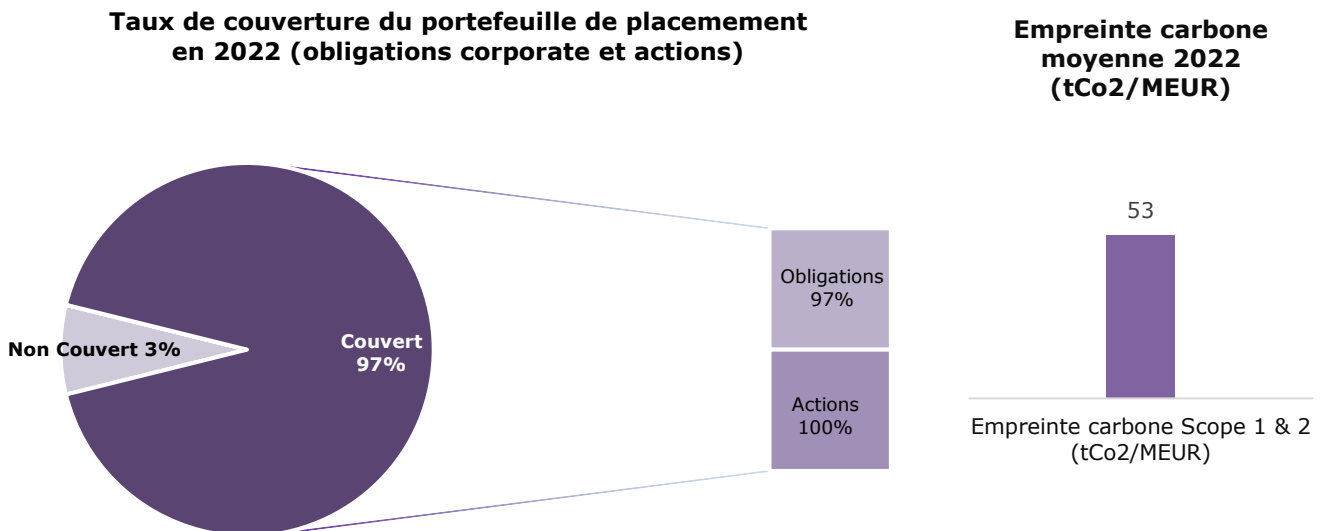 Taux de couverture du portefeuille de placemement
en 2022 (obligations corporate et actions)
Non Couvert 3%
Couvert
97%
Obligations
97%
Actions
100%
Empreinte carbone
moyenne 2022
(tCo2/MEUR)
53
Empreinte carbone Scope 1 & 2
(tCo2/MEUR)